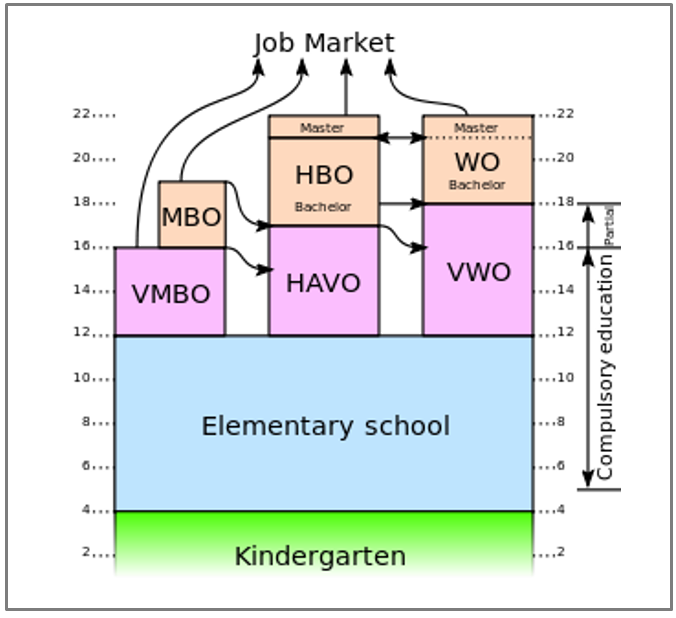 Job Market
22.... ....22
Master Master
20.... ....20
HBO WO
Bachelor Bachelor
18.... ....18
MBO
Partial
16.... ....16
VMBO HAVO VWO
14.... ....14
12.... ....12
Compulsory education
10.... ....10
8.... ....8
Elementary school
6.... ....6
4.... ....4
2.... ....2
Kindergarten